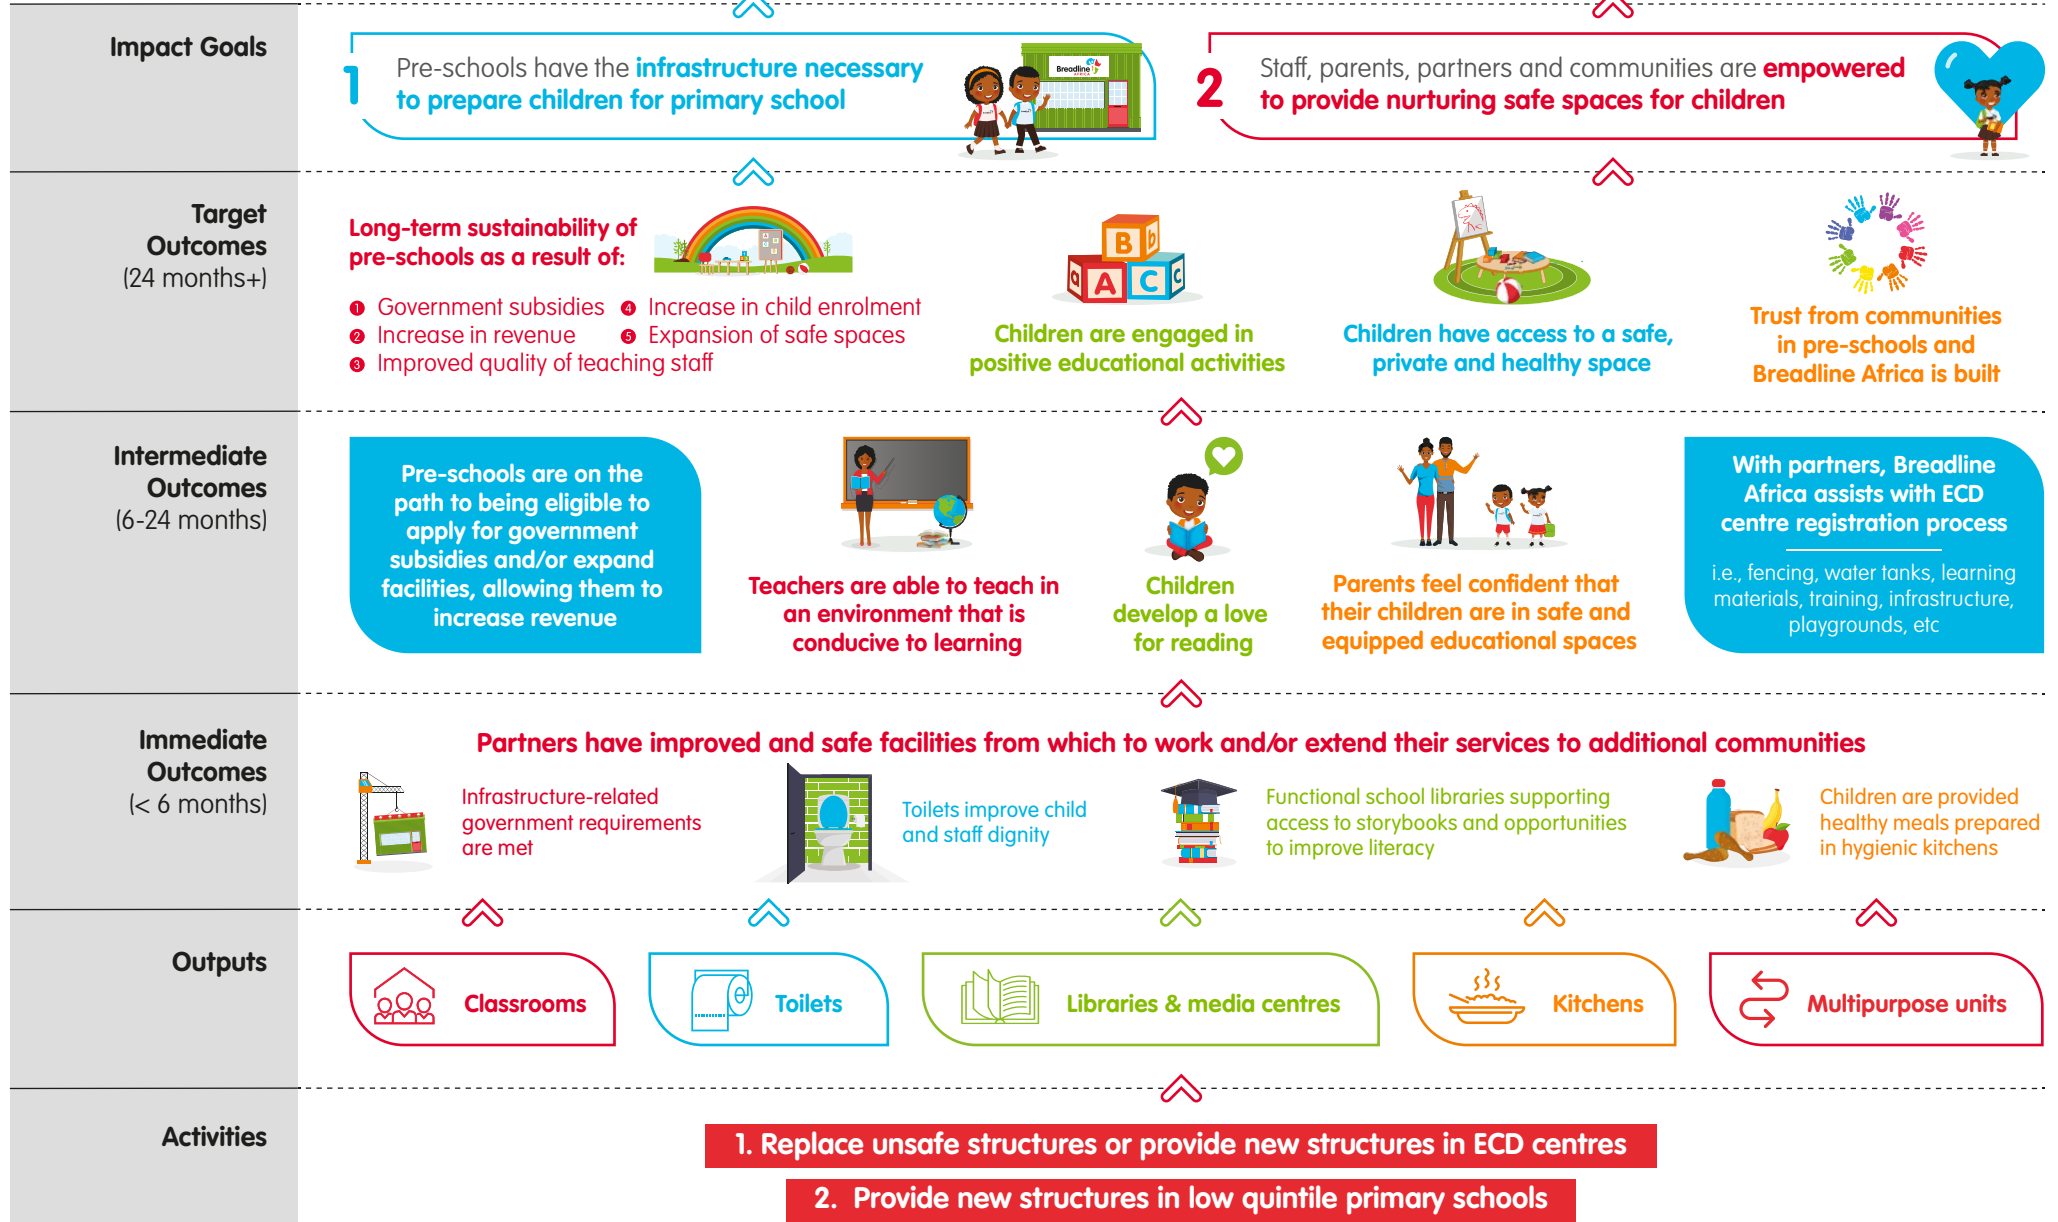 Impact Goals
1
Pre-schools have the infrastructure necessary
to prepare children for primary school
Breadline
AFRICA
2
Staff, parents, partners and communities are empowered
to provide nurturing safe spaces for children
Target
Outcomes
(24 months+)
Long-term sustainability of
pre-schools as a result of:
1 Government subsidies
2 Increase in revenue
3 Improved quality of teaching staff
4 Increase in child enrolment
5 Expansion of safe spaces
B b
a A C c
Children are engaged in
positive educational activities
Children have access to a safe,
private and healthy space
Trust from communities
in pre-schools and
Breadline Africa is built
Intermediate
Outcomes
(6-24 months)
Pre-schools are on the
path to being eligible to
apply for government
subsidies and/or expand
facilities, allowing them to
increase revenue
Teachers are able to teach in
an environment that is
conducive to learning
Children
develop a love
for reading
Parents feel confident that
their children are in safe and
equipped educational spaces
With partners, Breadline
Africa assists with ECD
centre registration process
i.e., fencing, water tanks, learning
materials, training, infrastructure,
playgrounds, etc
Immediate
Outcomes
(< 6 months)
Partners have improved and safe facilities from which to work and/or extend their services to additional communities
Infrastructure-related
government requirements
are met
Toilets improve child
and staff dignity
Functional school libraries supporting
access to storybooks and opportunities
to improve literacy
Children are provided
healthy meals prepared
in hygienic kitchens
Outputs
Classrooms
Toilets
Libraries & media centres
Kitchens
Multipurpose units
Activities
1. Replace unsafe structures or provide new structures in ECD centres
2. Provide new structures in low quintile primary schools